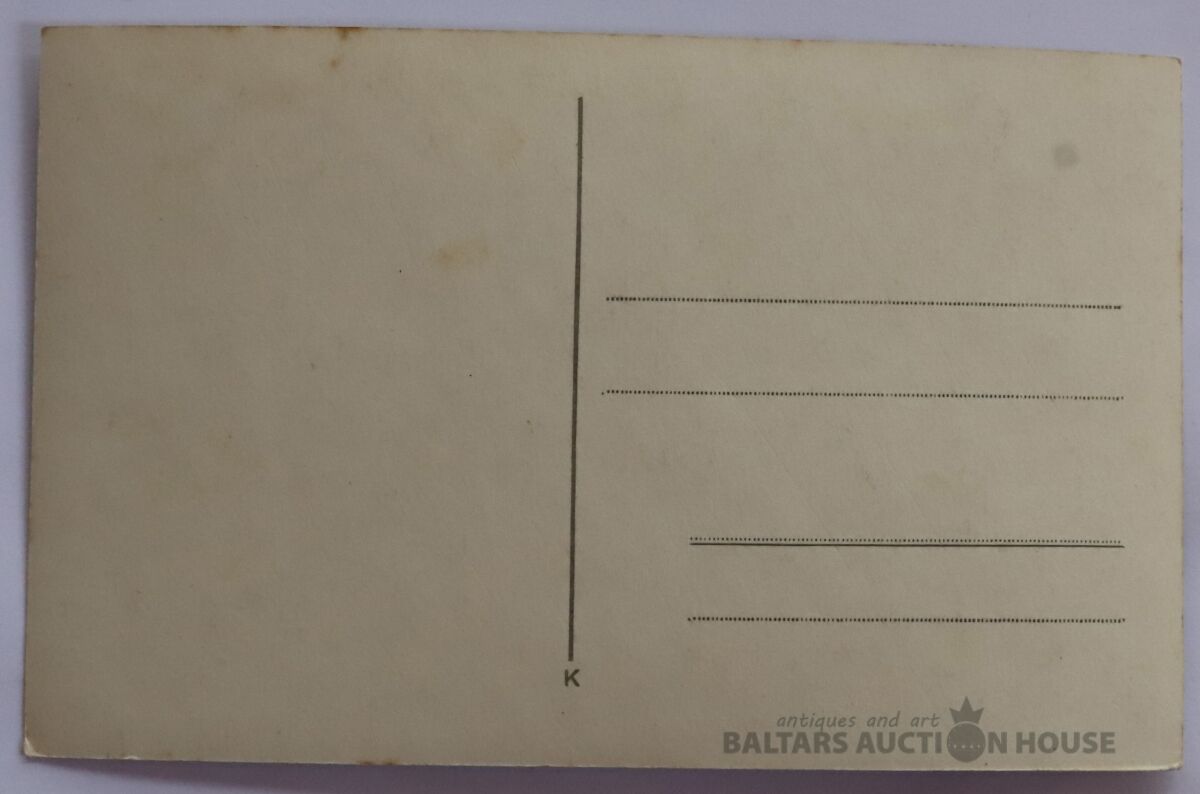 K
antiques and art
BALTARS AUCTION HOUSE